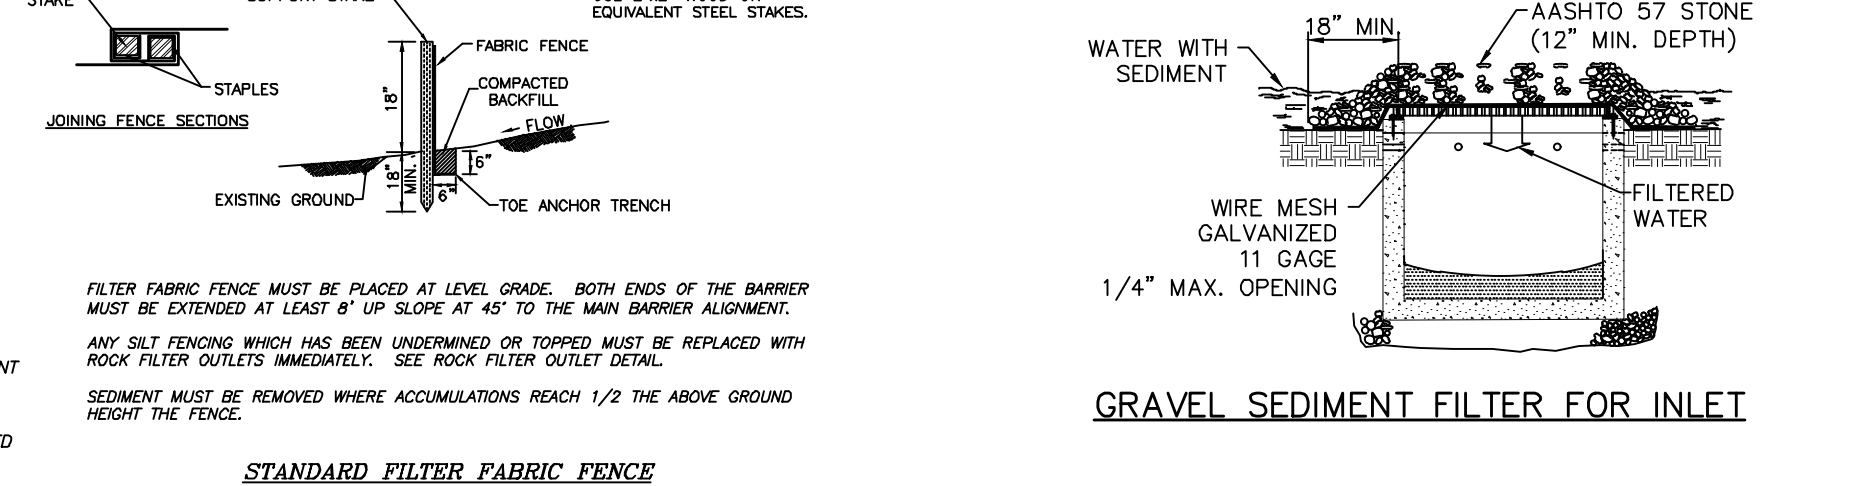 STAKE
STAPLES
JOINING FENCE SECTIONS
EQUIVALENT STEEL STAKES.
FABRIC FENCE
COMPACTED
BACKFILL
FLOW
18"
18"
MIN.
6"
6"
EXISTING GROUND
TOE ANCHOR TRENCH
FILTER FABRIC FENCE MUST BE PLACED AT LEVEL GRADE. BOTH ENDS OF THE BARRIER
MUST BE EXTENDED AT LEAST 8' UP SLOPE AT 45° TO THE MAIN BARRIER ALIGNMENT.
ANY SILT FENCING WHICH HAS BEEN UNDERMINED OR TOPPED MUST BE REPLACED WITH
ROCK FILTER OUTLETS IMMEDIATELY. SEE ROCK FILTER OUTLET DETAIL.
SEDIMENT MUST BE REMOVED WHERE ACCUMULATIONS REACH 1/2 THE ABOVE GROUND
HEIGHT THE FENCE.
STANDARD FILTER FABRIC FENCE
AASHTO 57 STONE
(12" MIN. DEPTH)
18" MIN.
WATER WITH
SEDIMENT
WIRE MESH
GALVANIZED
11 GAGE
1/4" MAX. OPENING
FILTERED
WATER
GRAVEL SEDIMENT FILTER FOR INLET